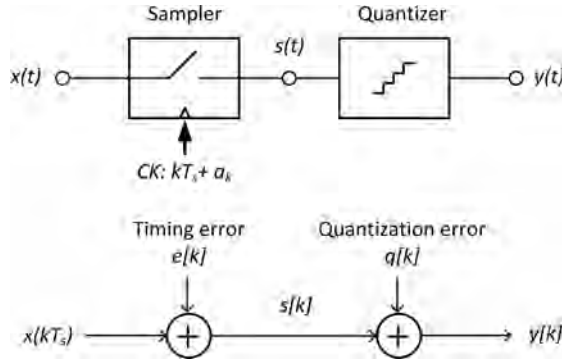 Sampler Quantizer
x(t) s(t) y(t)
CK: kTₛ+ aₖ
Timing error Quantization error
e[k] q[k]
x(kTₛ) s[k] y[k]